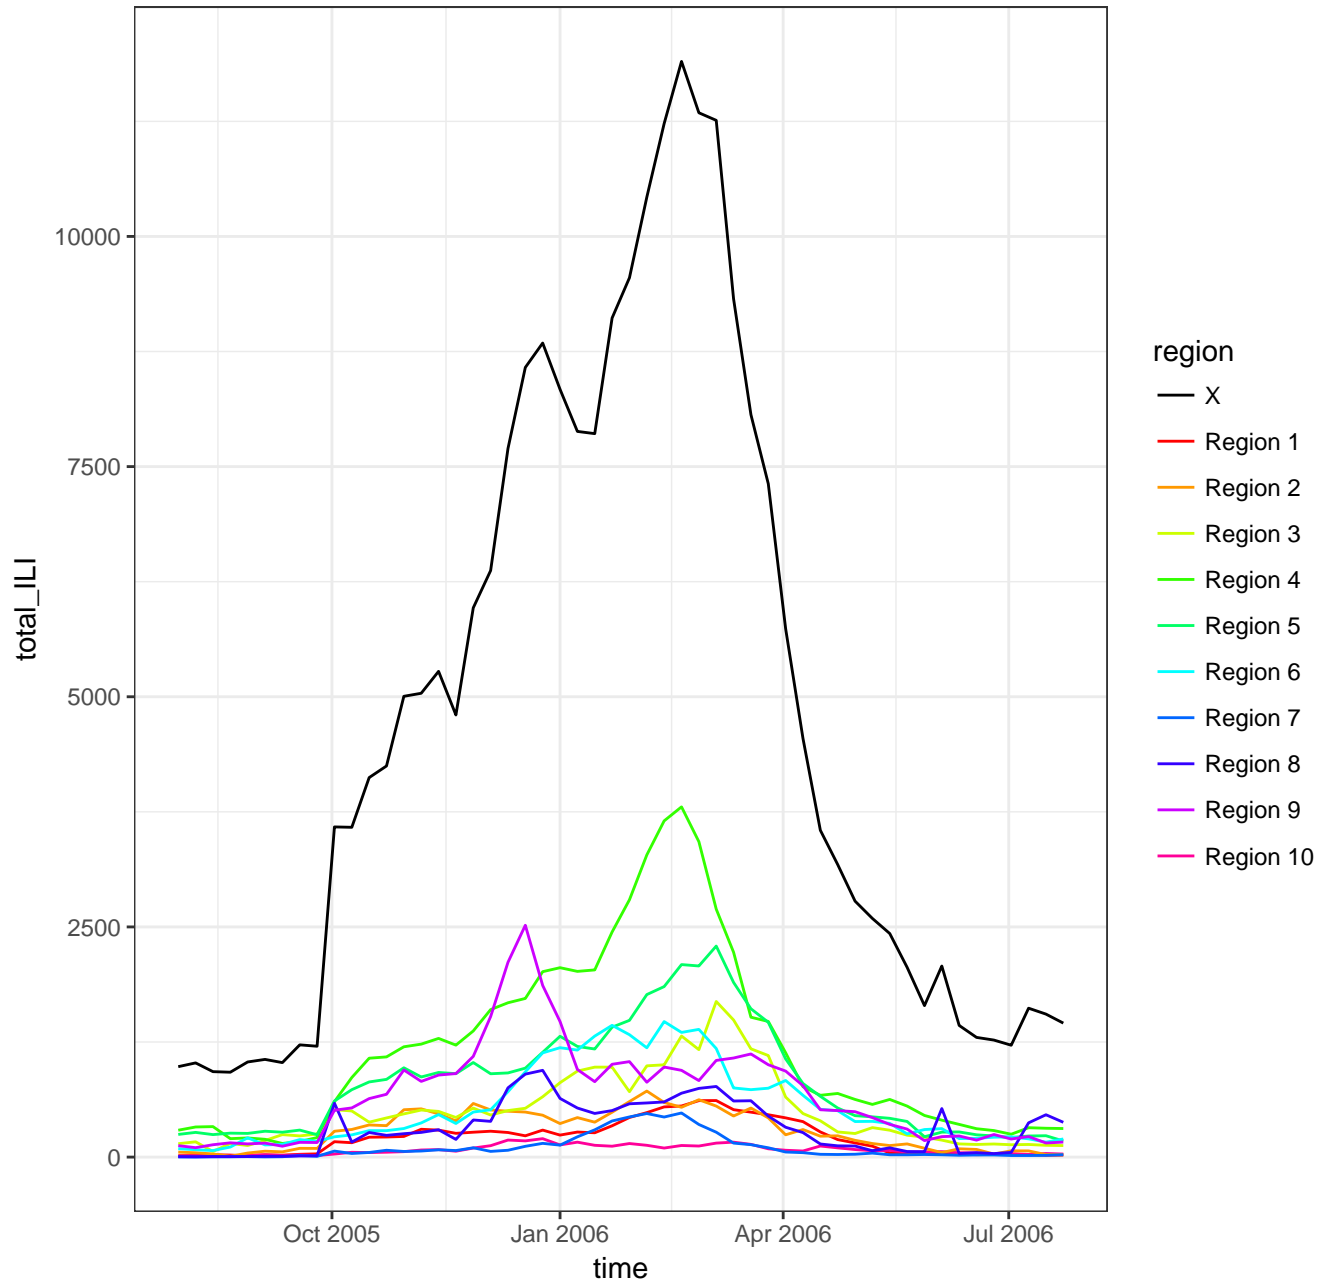 total_ILI
10000
7500
5000
2500
0
Oct 2005
Jan 2006
Apr 2006
Jul 2006
time
region
X
Region 1
Region 2
Region 3
Region 4
Region 5
Region 6
Region 7
Region 8
Region 9
Region 10